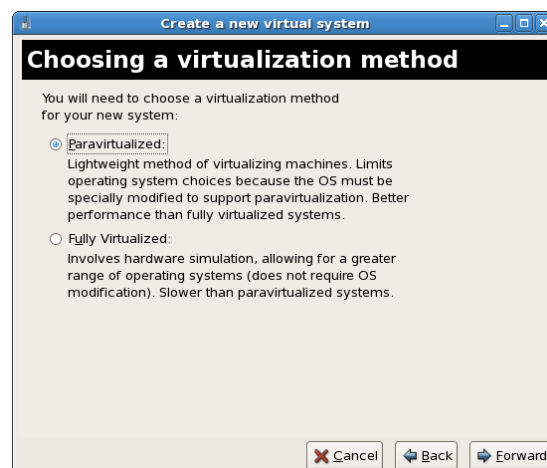 Create a new virtual system
Choosing a virtualization method
You will need to choose a virtualization method
for your new system:
Paravirtualized:
Lightweight method of virtualizing machines. Limits
operating system choices because the OS must be
specially modified to support paravirtualization. Better
performance than fully virtualized systems.
Fully Virtualized:
Involves hardware simulation, allowing for a greater
range of operating systems (does not require OS
modification). Slower than paravirtualized systems.
Cancel
Back
Forward